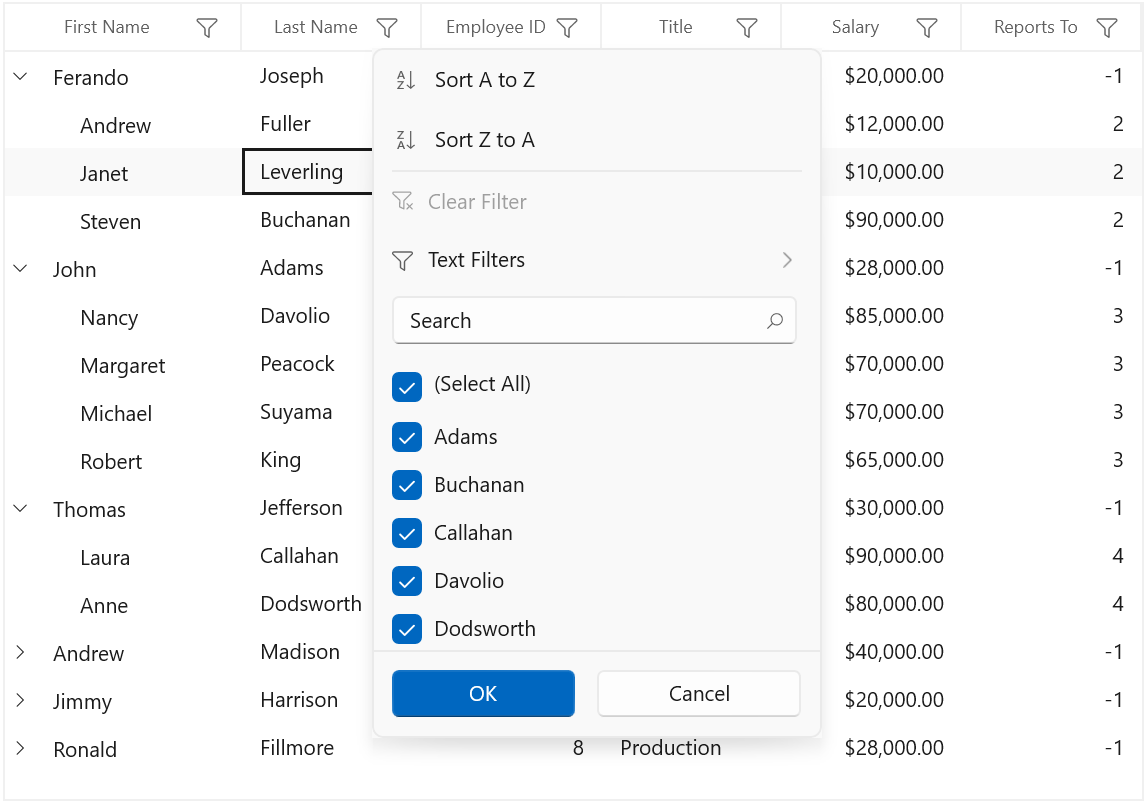 First Name Last Name Employee ID Title Salary Reports To
Ferando Joseph $20,000.00 -1
Sort A to Z
Andrew Fuller $12,000.00 2
Sort Z to A
Janet Leverling $10,000.00 2
Clear Filter
Steven Buchanan $90,000.00 2
Text Filters
John Adams $28,000.00 -1
Nancy Davolio $85,000.00 3
Search
Margaret Peacock $70,000.00 3
(Select All)
Michael Suyama $70,000.00 3
Adams
Robert King $65,000.00 3
Buchanan
Thomas Jefferson $30,000.00 -1
Callahan
Laura Callahan $90,000.00 4
Davolio
Anne Dodsworth $80,000.00 4
Dodsworth
Andrew Madison $40,000.00 -1
OK Cancel
Jimmy Harrison $20,000.00 -1
Ronald Fillmore 8 Production $28,000.00 -1